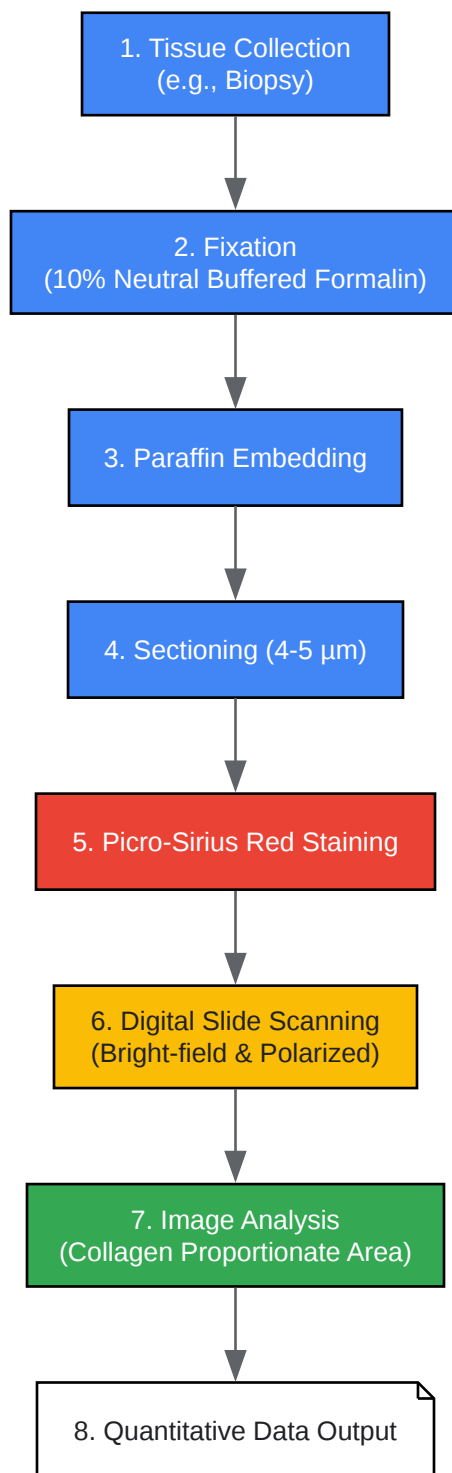 1. Tissue Collection
(e.g., Biopsy)
2. Fixation
(10% Neutral Buffered Formalin)
3. Paraffin Embedding
4. Sectioning (4-5 µm)
5. Picro-Sirius Red Staining
6. Digital Slide Scanning
(Bright-field & Polarized)
7. Image Analysis
(Collagen Proportionate Area)
8. Quantitative Data Output